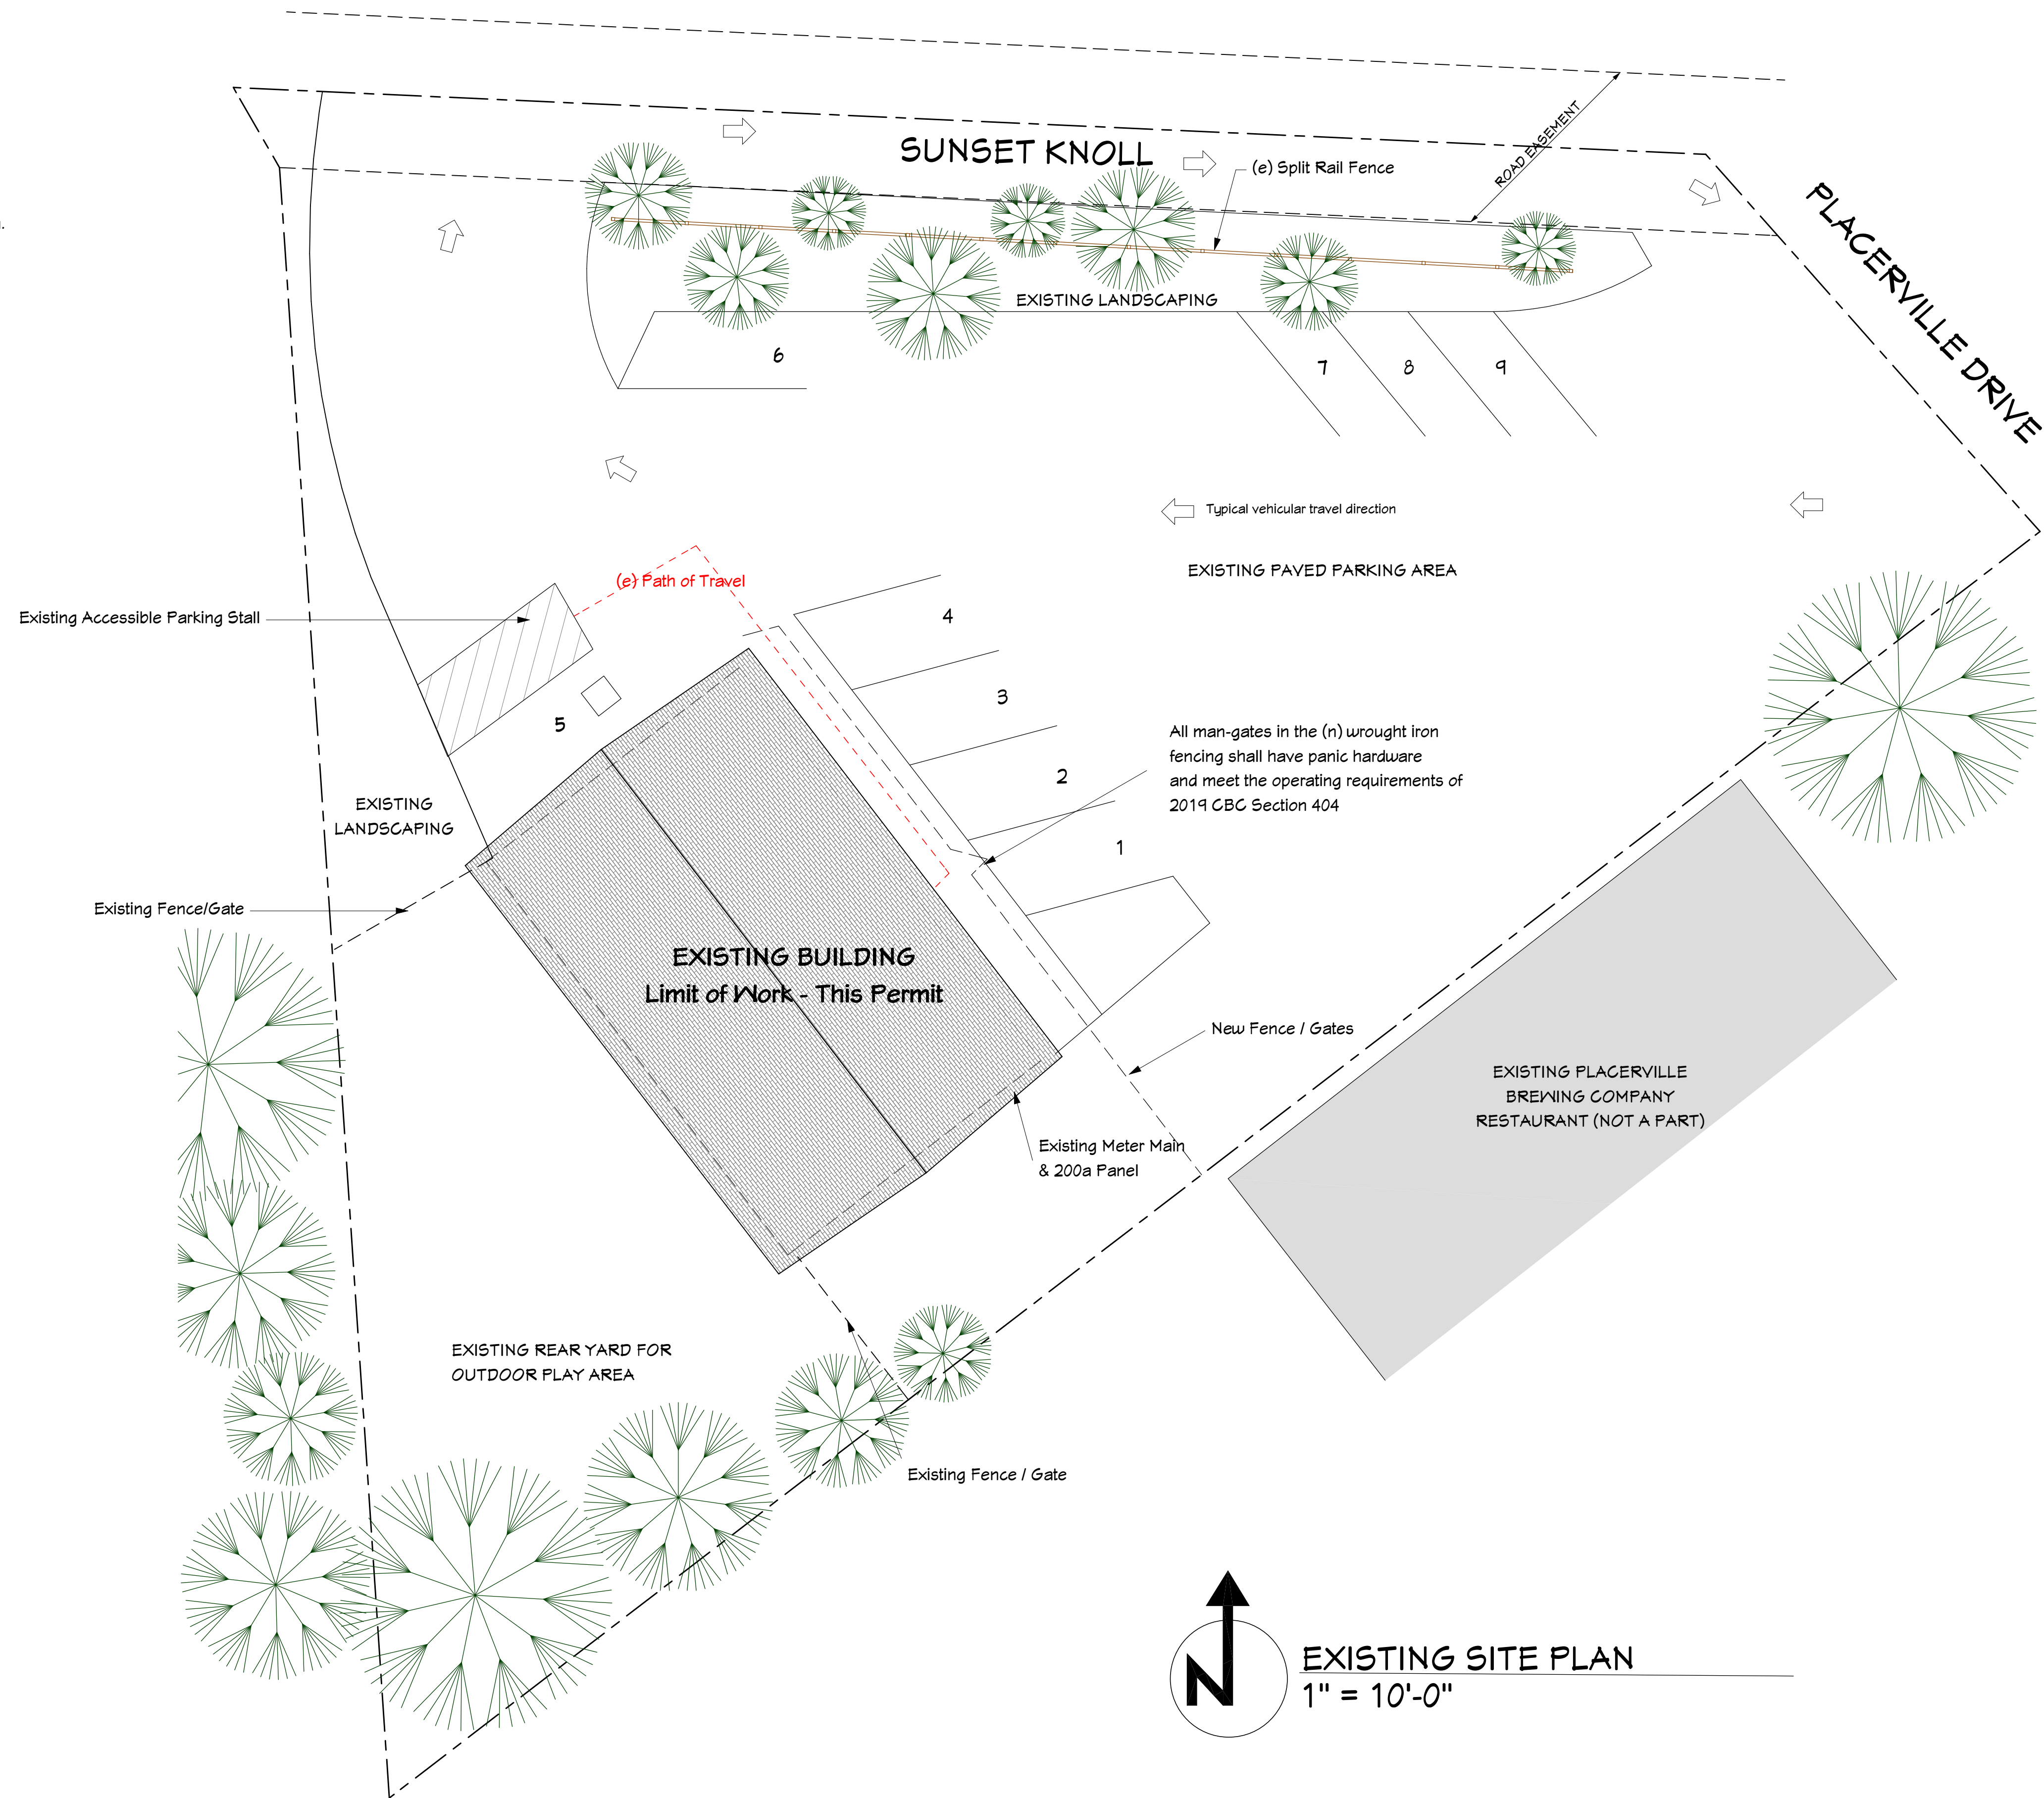 SUNSET KNOLL
(e) Split Rail Fence
ROAD EASEMENT
PLACERVILLE DRIVE
EXISTING LANDSCAPING
6
7
8
9
Typical vehicular travel direction
EXISTING PAVED PARKING AREA
(e) Path of Travel
Existing Accessible Parking Stall
4
3
5
2
1
All man-gates in the (n) wrought iron
fencing shall have panic hardware
and meet the operating requirements of
2019 CBC Section 404
EXISTING
LANDSCAPING
Existing Fence/Gate
EXISTING BUILDING
Limit of Work - This Permit
New Fence / Gates
EXISTING PLACERVILLE
BREWING COMPANY
RESTAURANT (NOT A PART)
Existing Meter Main
& 200a Panel
EXISTING REAR YARD FOR
OUTDOOR PLAY AREA
Existing Fence / Gate
N
EXISTING SITE PLAN
1" = 10'-0"